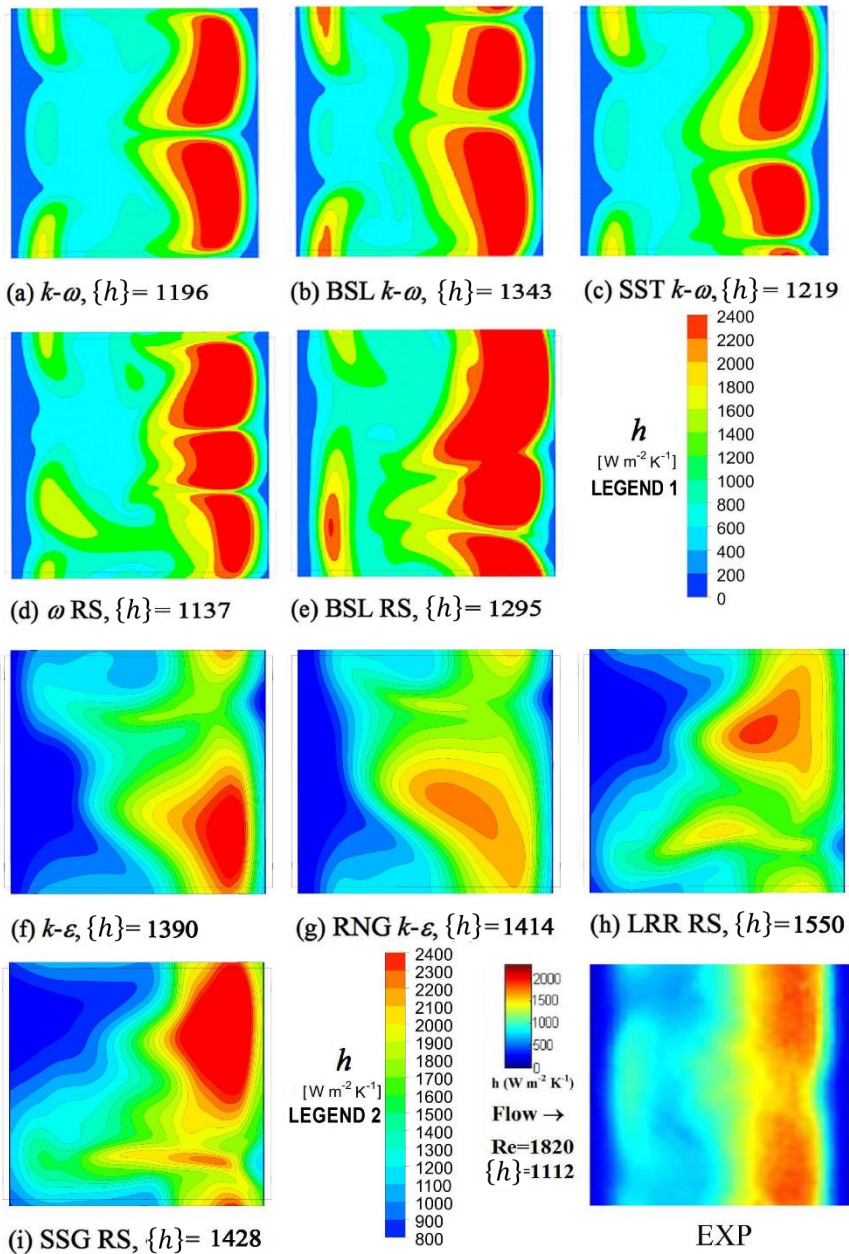 (a) k-ω, {h}= 1196
(b) BSL k-ω, {h}= 1343
(c) SST k-ω, {h}= 1219
(d) ω RS, {h}= 1137
(e) BSL RS, {h}= 1295
h
[W m⁻² K⁻¹]
LEGEND 1
2400
2200
2000
1800
1600
1400
1200
1000
800
600
400
200
0
(f) k-ε, {h}= 1390
(g) RNG k-ε, {h}= 1414
(h) LRR RS, {h}= 1550
(i) SSG RS, {h}= 1428
h
[W m⁻² K⁻¹]
LEGEND 2
2400
2300
2200
2100
2000
1900
1800
1700
1600
1500
1400
1300
1200
1100
1000
900
800
2000
1500
1000
500
0
h (W m⁻² K⁻¹)
Flow →
Re=1820
{h}=1112
EXP